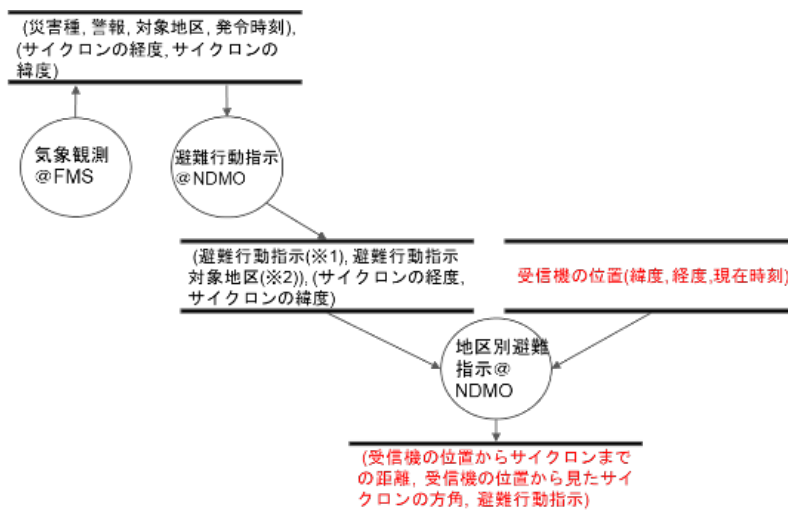 (災害種, 警報, 対象地区, 発令時刻),
(サイクロンの経度, サイクロンの
緯度)
気象観測
@FMS
避難行動指示
@NDMO
(避難行動指示(※1), 避難行動指示
対象地区(※2)), (サイクロンの経度,
サイクロンの緯度)
受信機の位置(緯度, 経度,現在時刻)
地区別避難
指示@
NDMO
(受信機の位置からサイクロンまで
の距離, 受信機の位置から見たサイ
クロンの方角, 避難行動指示)